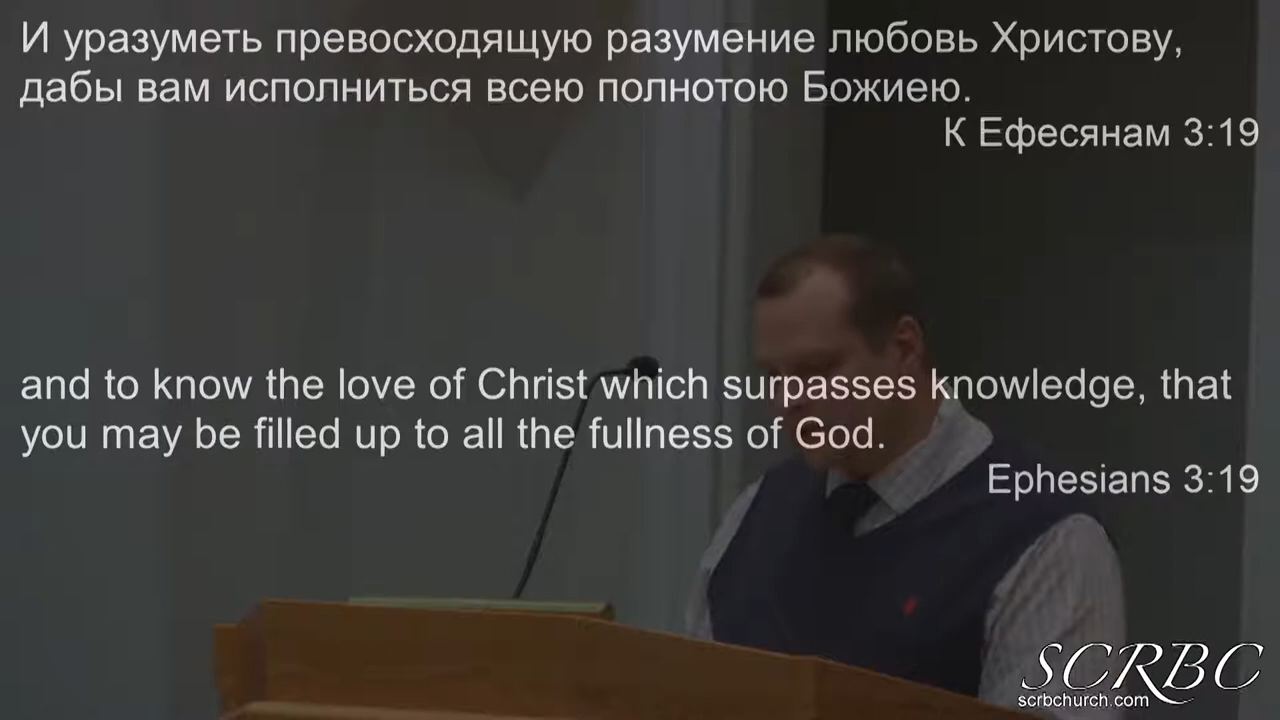 И уразуметь превосходящую разумение любовь Христову,
дабы вам исполниться всею полнотою Божиею.
К Ефесянам 3:19
and to know the love of Christ which surpasses knowledge, that
you may be filled up to all the fullness of God.
Ephesians 3:19
SCRBC
scrbchurch.com